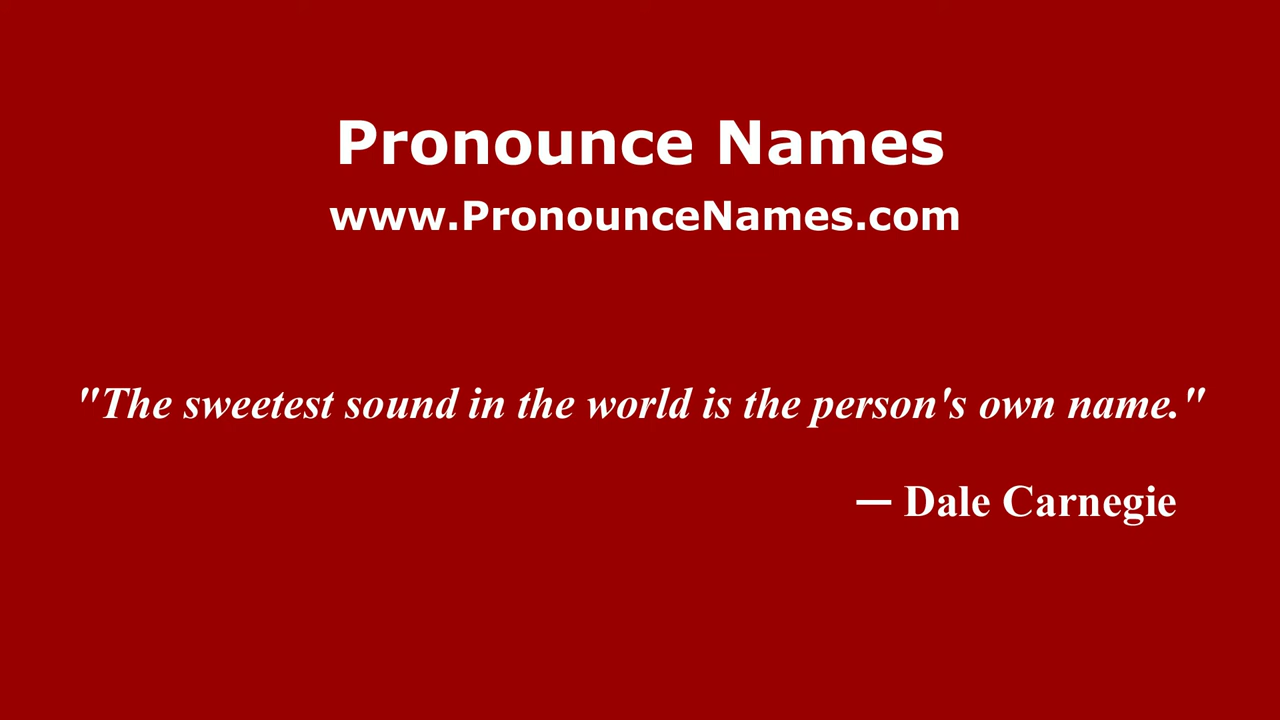 Pronounce Names
www.PronounceNames.com
"The sweetest sound in the world is the person's own name."
— Dale Carnegie